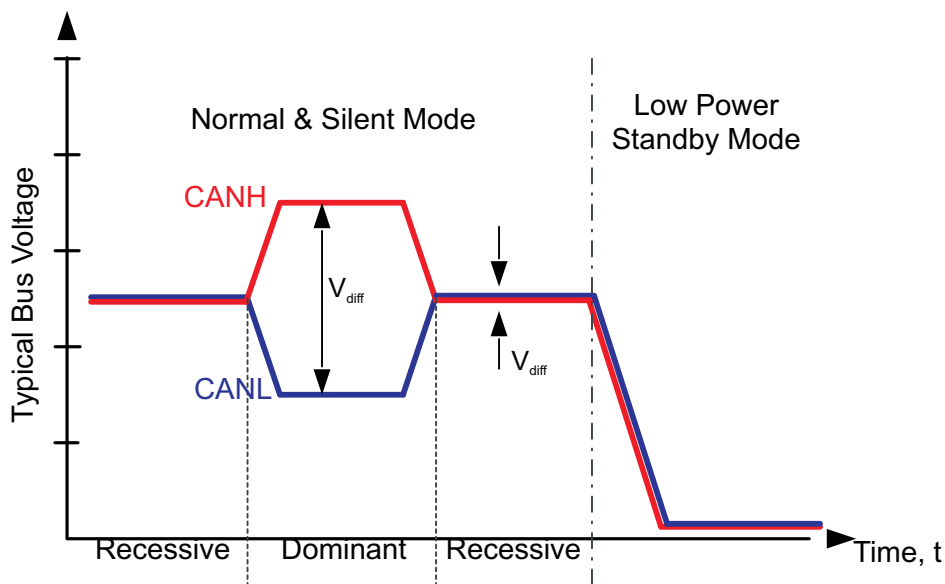 Normal & Silent Mode
Low Power
Standby Mode
Typical Bus Voltage
CANH
V diff
CANL
V diff
Recessive
Dominant
Recessive
Time, t